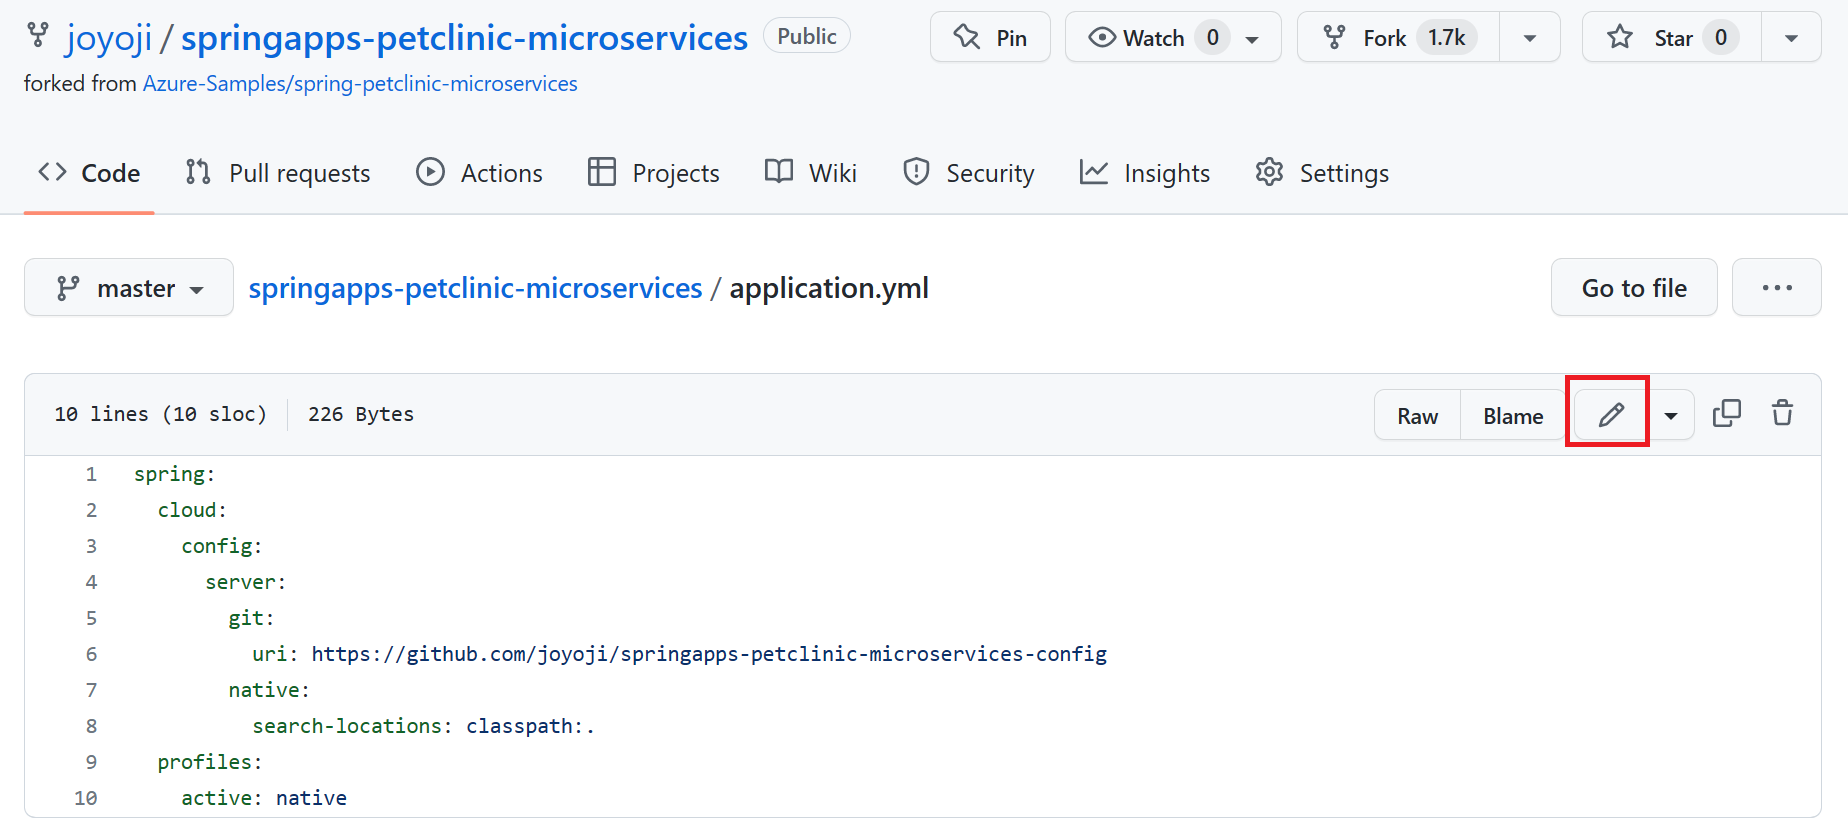 joyoji / springapps-petclinic-microservices Public Pin Watch 0 Fork 1.7k Star 0
forked from Azure-Samples/spring-petclinic-microservices
Code Pull requests Actions Projects Wiki Security Insights Settings
master springapps-petclinic-microservices / application.yml Go to file ...
10 lines (10 sloc) 226 Bytes Raw Blame
1 spring:
2   cloud:
3     config:
4       server:
5         git:
6           uri: https://github.com/joyoji/springapps-petclinic-microservices-config
7         native:
8           search-locations: classpath:.
9   profiles:
10     active: native